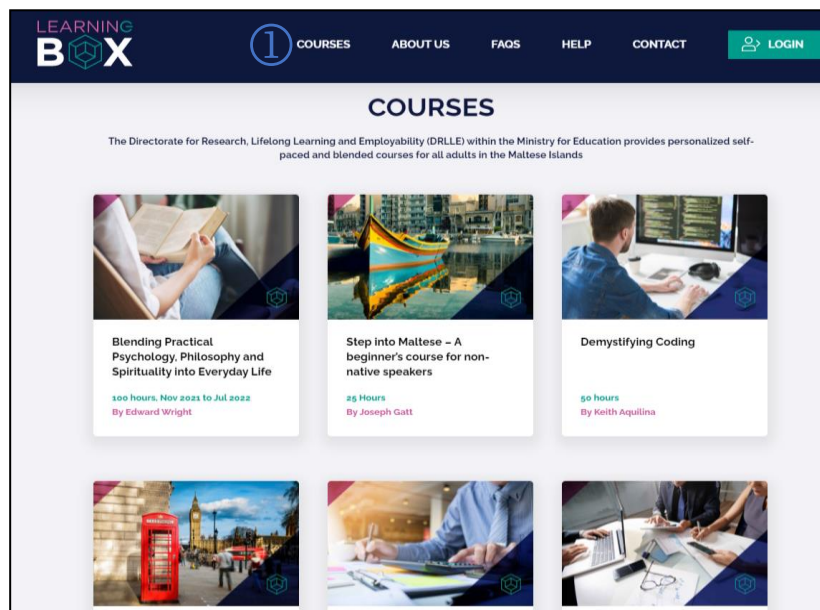 LEARNING
BOX
① COURSES ABOUT US FAQS HELP CONTACT LOGIN
COURSES
The Directorate for Research, Lifelong Learning and Employability (DRLLE) within the Ministry for Education provides personalized self-
paced and blended courses for all adults in the Maltese Islands
Blending Practical
Psychology, Philosophy and
Spirituality into Everyday Life
100 hours, Nov 2021 to Jul 2022
By Edward Wright
Step into Maltese – A
beginner's course for non-
native speakers
25 Hours
By Joseph Gatt
Demystifying Coding
50 hours
By Keith Aquilina